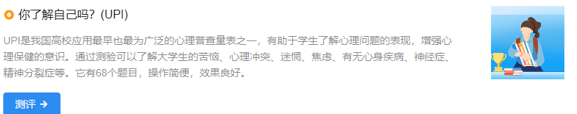 你了解自己吗？(UPI)
UPI是我国高校应用最早也最为广泛的心理普查量表之一，有助于学生了解心理问题的表现，增强心
理保健的意识。通过测验可以了解大学生的苦恼、心理冲突、迷惘、焦虑、有无心身疾病、神经症、
精神分裂症等。它有68个题目，操作简便，效果良好。
测评 →